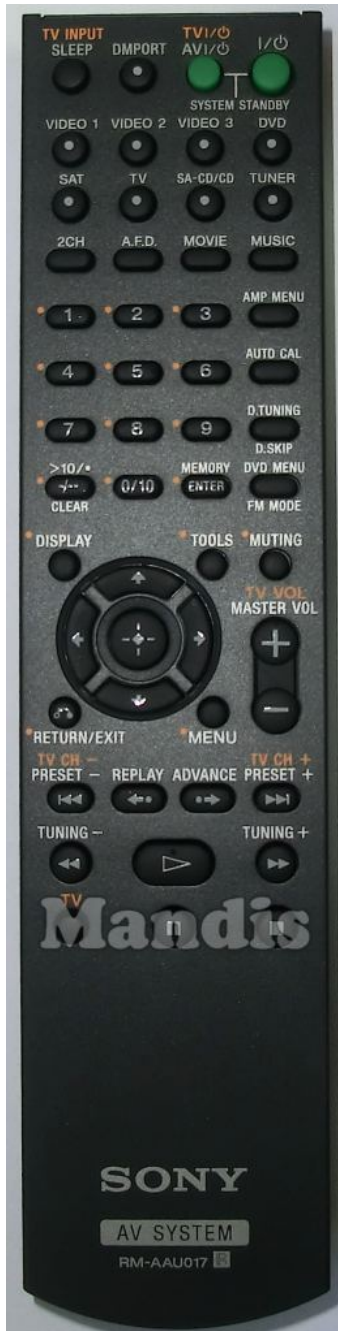 TV INPUT TVI/⏻
SLEEP DMPORT AVI/⏻ I/⏻
SYSTEM STANDBY
VIDEO 1 VIDEO 2 VIDEO 3 DVD
SAT TV SA-CD/CD TUNER
2CH A.F.D. MOVIE MUSIC
AMP MENU
1 2 3
AUTO CAL
4 5 6
D.TUNING
7 8 9
D.SKIP
>10/• MEMORY DVD MENU
-/-- 0/10 ENTER
CLEAR FM MODE
DISPLAY TOOLS MUTING
TV VOL
MASTER VOL
+
−
RETURN/EXIT MENU
TV CH − TV CH +
PRESET − REPLAY ADVANCE PRESET +
TUNING − TUNING +
TV
Mandis
SONY
AV SYSTEM
RM-AAU017 R